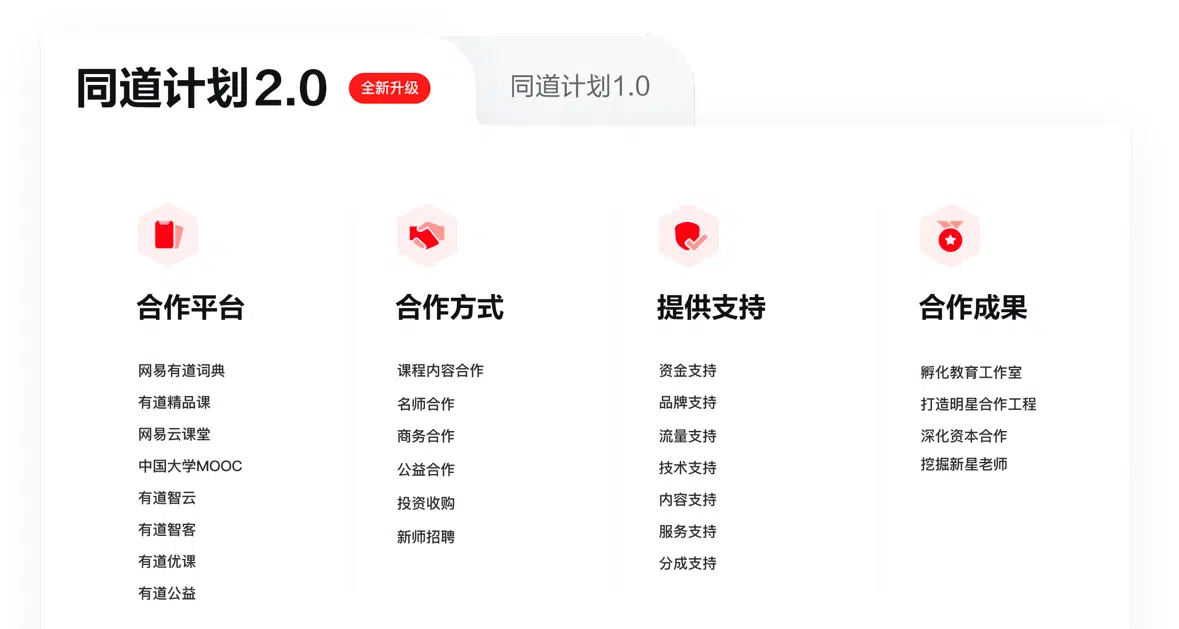 同道计划2.0
全新升级
同道计划1.0
合作平台
网易有道词典
有道精品课
网易云课堂
中国大学MOOC
有道智云
有道智客
有道优课
有道公益
合作方式
课程内容合作
名师合作
商务合作
公益合作
投资收购
新师招聘
提供支持
资金支持
品牌支持
流量支持
技术支持
内容支持
服务支持
分成支持
合作成果
孵化教育工作室
打造明星合作工程
深化资本合作
挖掘新星老师